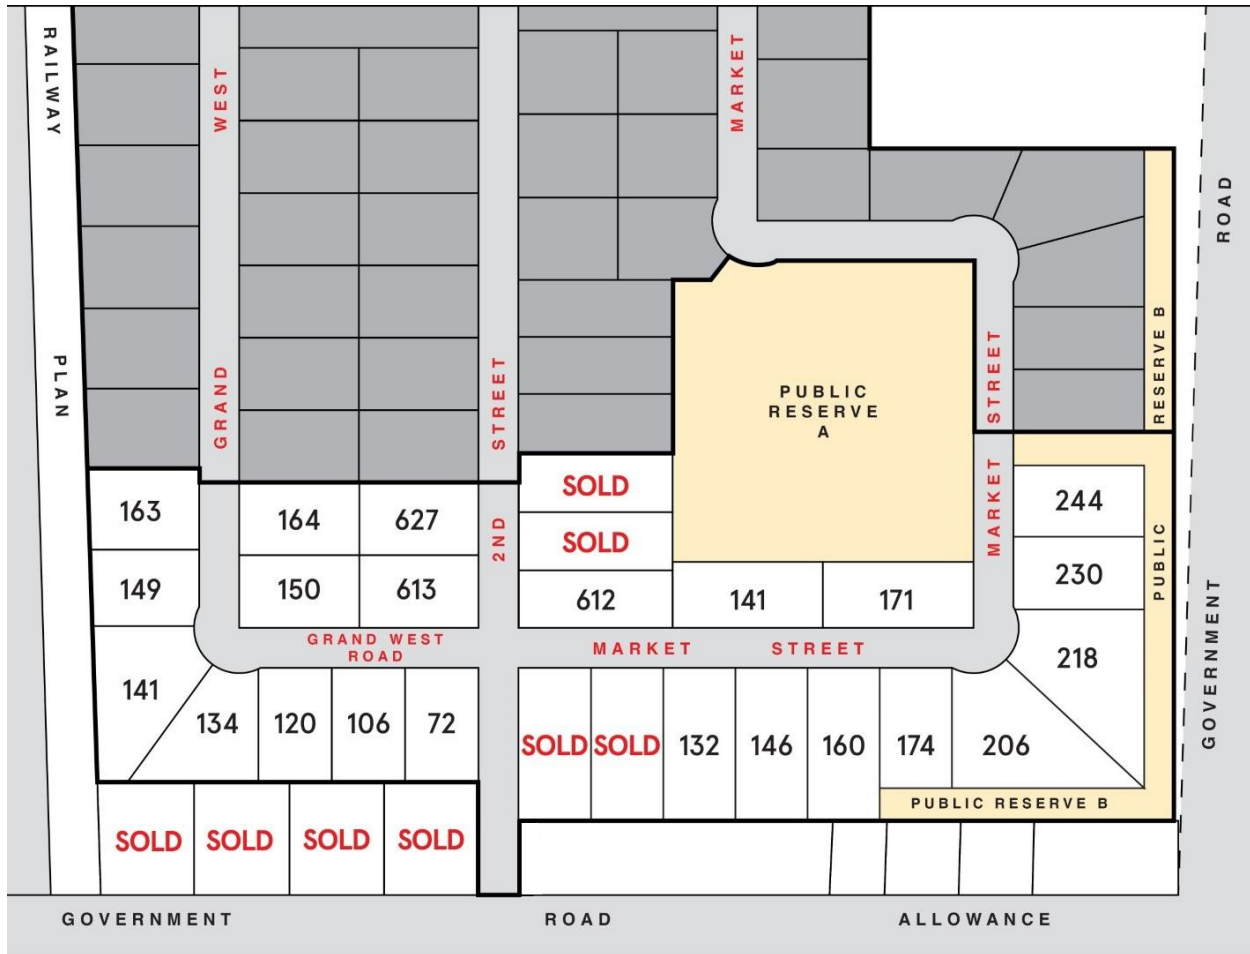 RAILWAY
PLAN
GRAND
WEST
2ND
STREET
MARKET
ROAD
PUBLIC
RESERVE
A
MARKET
STREET
RESERVE B
PUBLIC
GOVERNMENT
163
164
627
SOLD
244
149
150
613
SOLD
230
612
141
171
GRAND WEST
ROAD
MARKET STREET
218
141
134
120
106
72
SOLD
SOLD
132
146
160
174
206
PUBLIC RESERVE B
SOLD
SOLD
SOLD
SOLD
GOVERNMENT ROAD ALLOWANCE